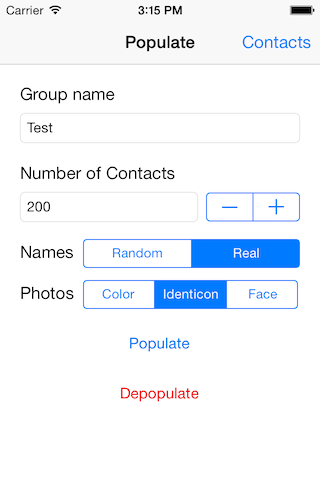 Carrier 3:15 PM
Populate Contacts
Group name
Test
Number of Contacts
200
Names Random Real
Photos Color Identicon Face
Populate
Depopulate